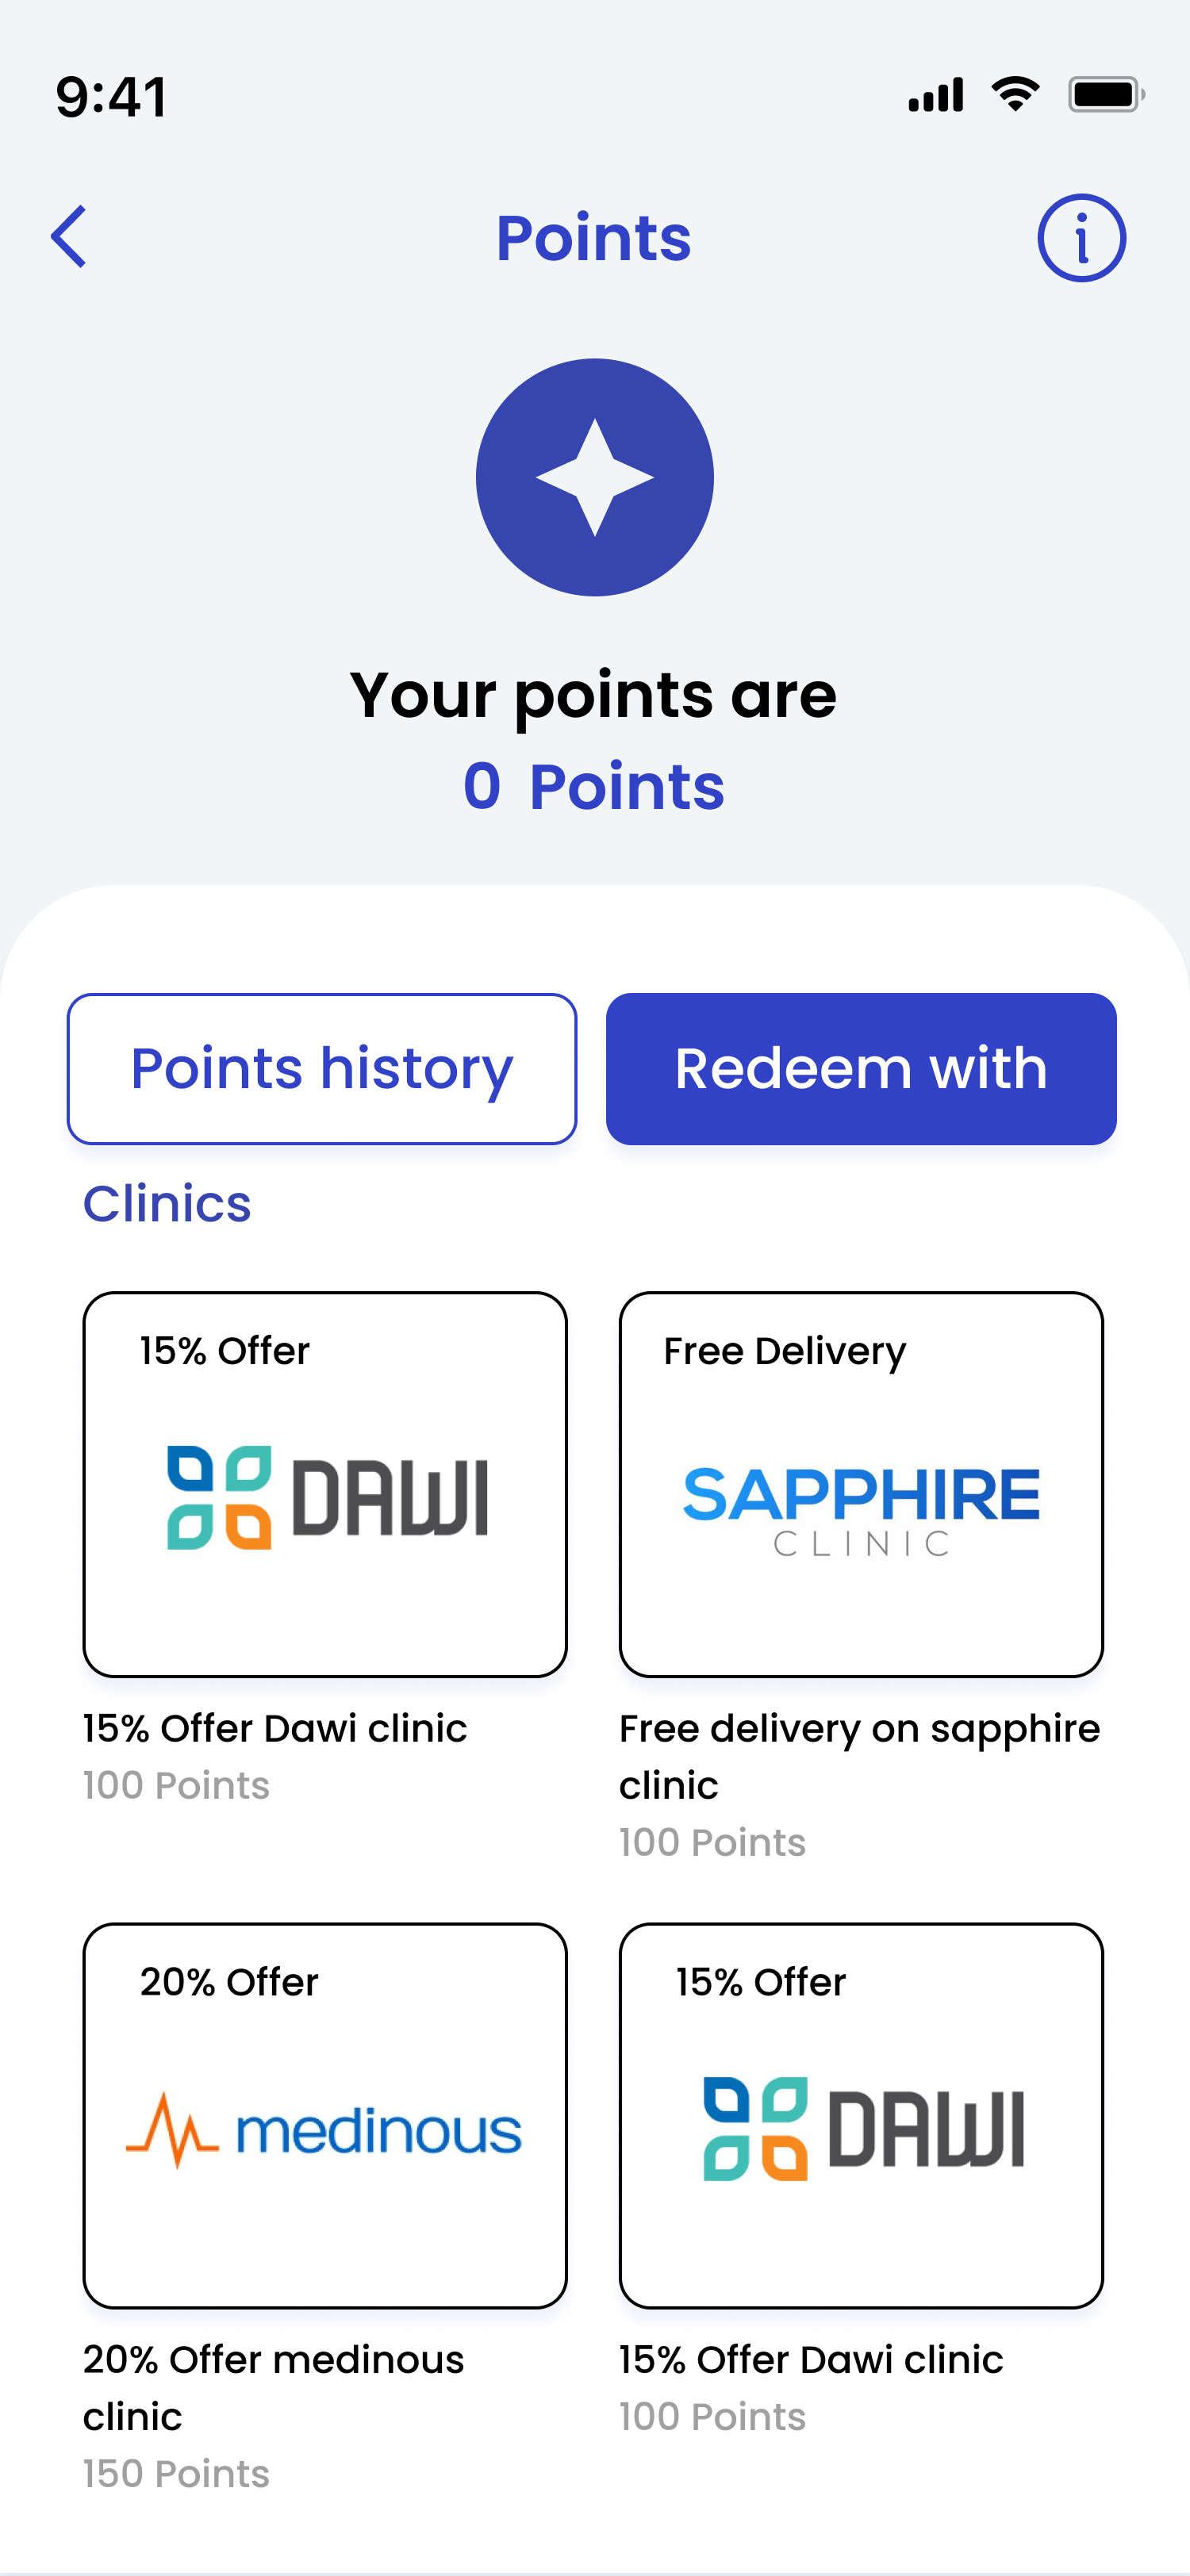 9:41
Points
Your points are
0 Points
Points history
Redeem with
Clinics
15% Offer
DAWI
15% Offer Dawi clinic
100 Points
Free Delivery
SAPPHIRE
CLINIC
Free delivery on sapphire
clinic
100 Points
20% Offer
medinous
20% Offer medinous
clinic
150 Points
15% Offer
DAWI
15% Offer Dawi clinic
100 Points